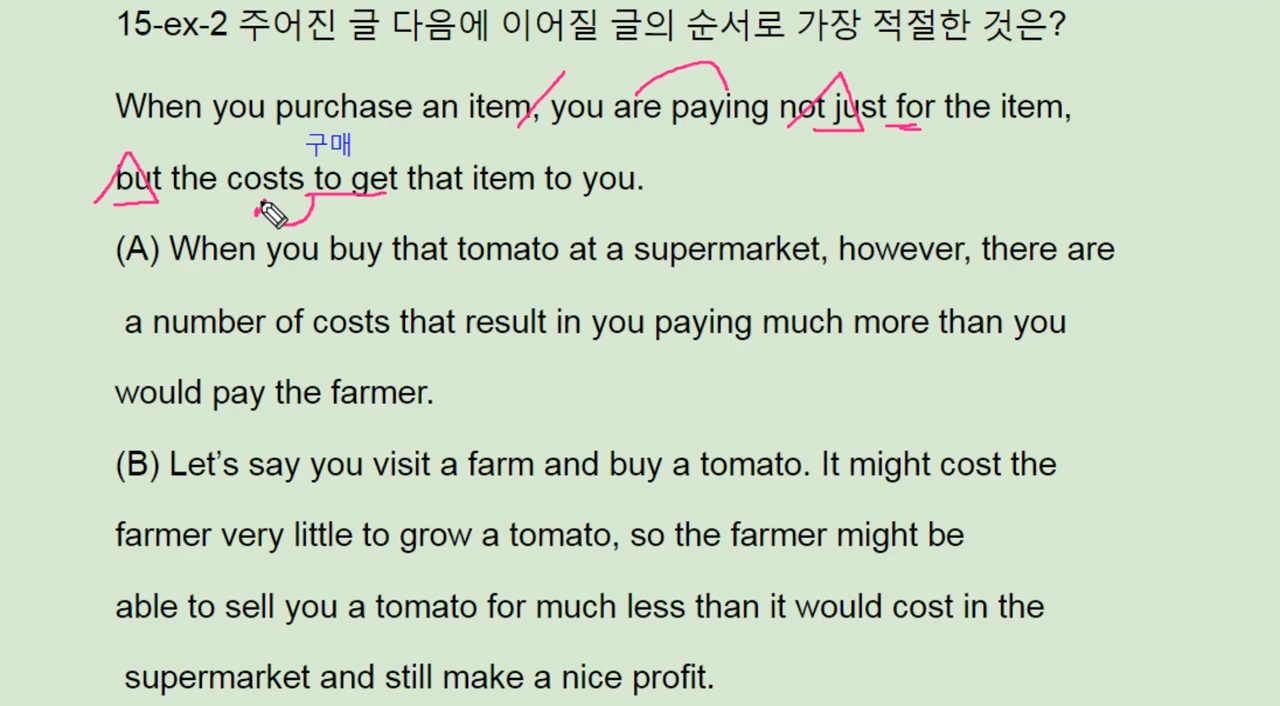 15-ex-2 주어진 글 다음에 이어질 글의 순서로 가장 적절한 것은?
When you purchase an item, you are paying not just for the item,
구매
but the costs to get that item to you.
(A) When you buy that tomato at a supermarket, however, there are
a number of costs that result in you paying much more than you
would pay the farmer.
(B) Let’s say you visit a farm and buy a tomato. It might cost the
farmer very little to grow a tomato, so the farmer might be
able to sell you a tomato for much less than it would cost in the
supermarket and still make a nice profit.